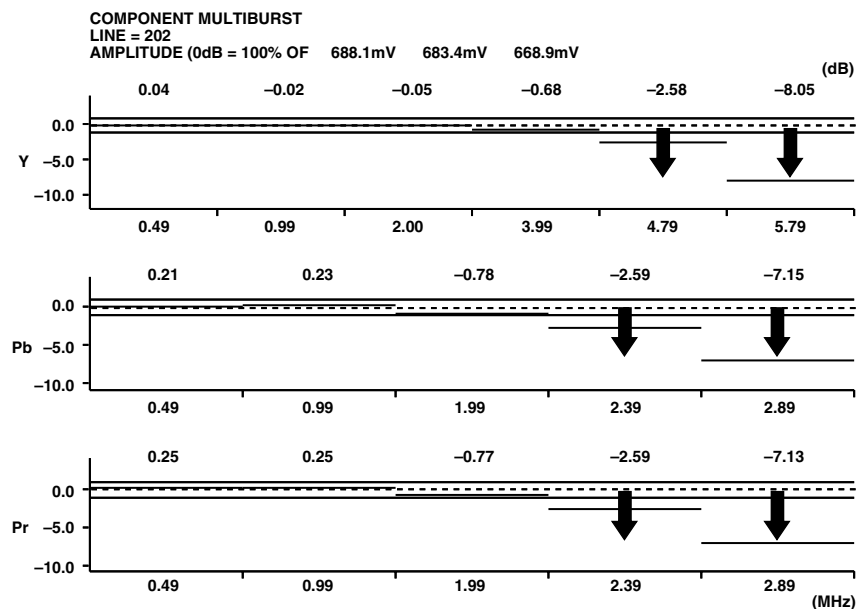 COMPONENT MULTIBURST
LINE = 202
AMPLITUDE (0dB = 100% OF 688.1mV 683.4mV 668.9mV
(dB)
0.04 –0.02 –0.05 –0.68 –2.58 –8.05
0.0
Y –5.0
–10.0
0.49 0.99 2.00 3.99 4.79 5.79
0.21 0.23 –0.78 –2.59 –7.15
0.0
Pb –5.0
–10.0
0.49 0.99 1.99 2.39 2.89
0.25 0.25 –0.77 –2.59 –7.13
0.0
Pr –5.0
–10.0
0.49 0.99 1.99 2.39 2.89
(MHz)